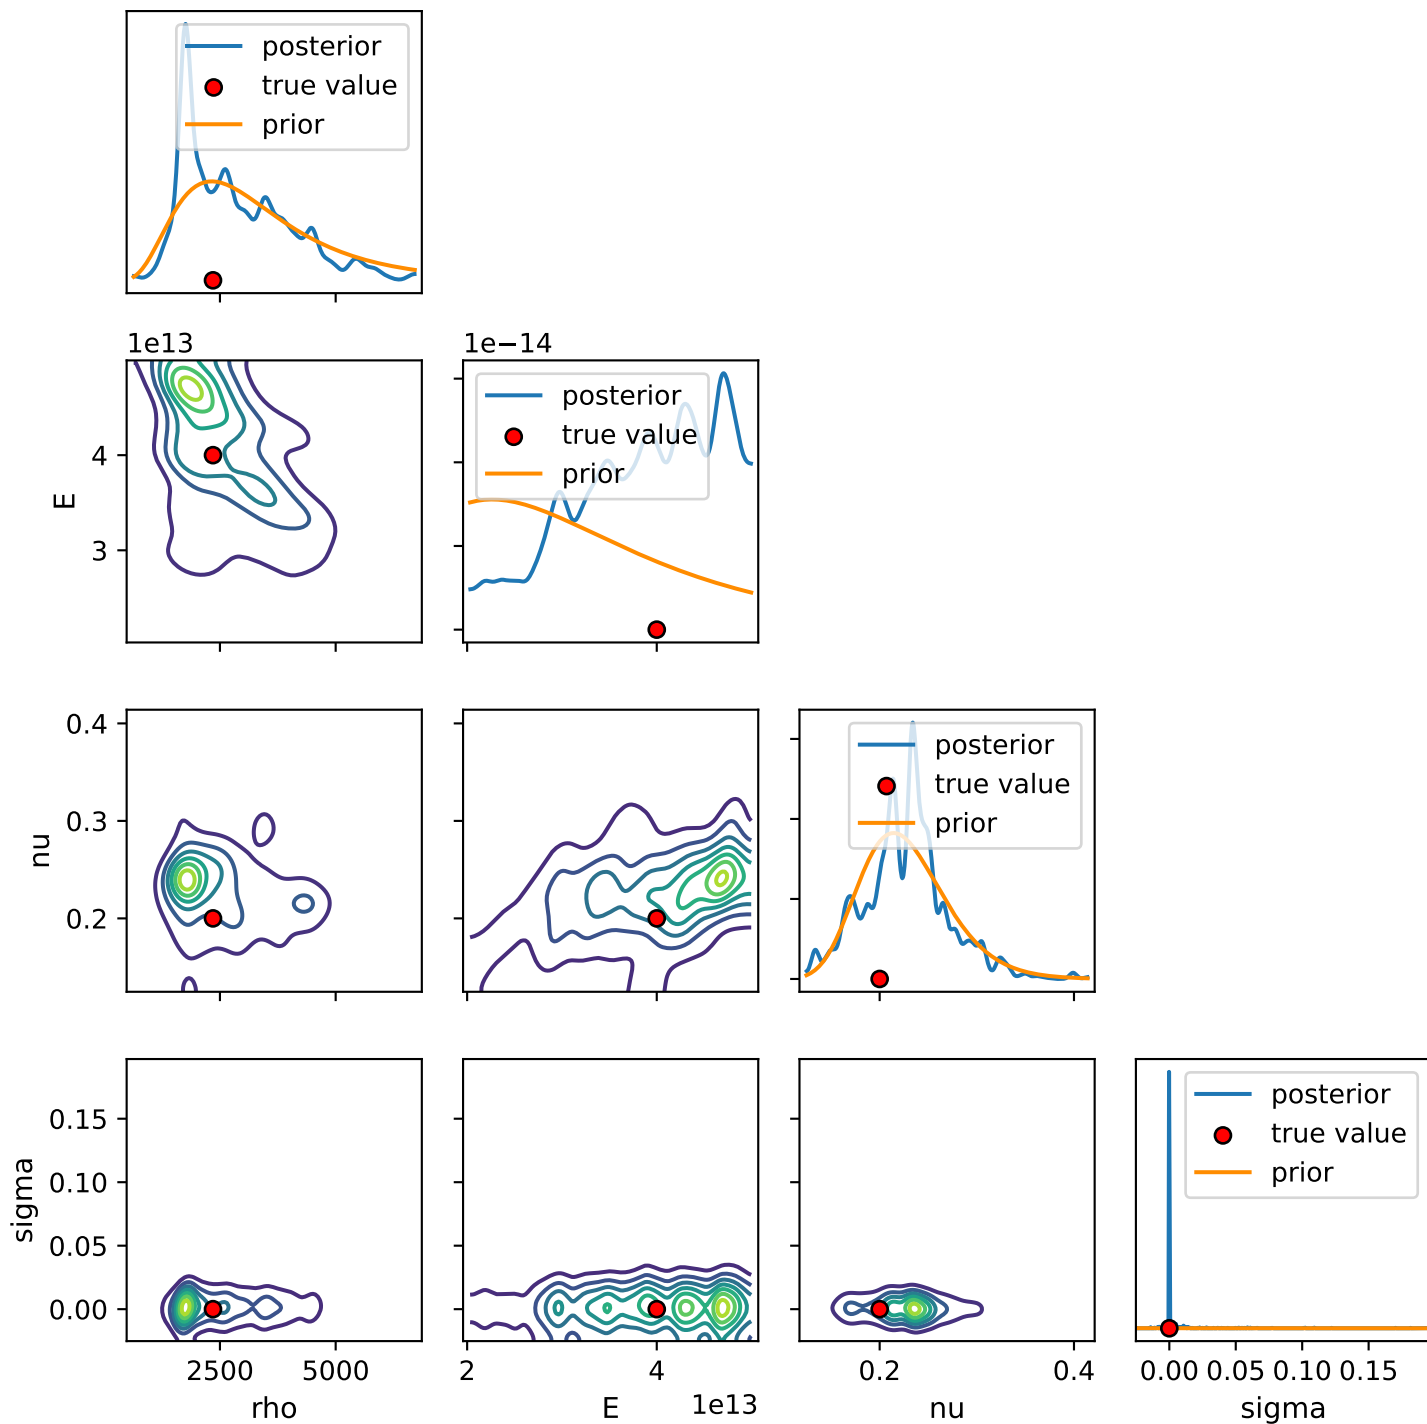 posterior
true value
prior
2500 5000
1e13
E
4
3
1e−14
posterior
true value
prior
nu
0.4
0.3
0.2
posterior
true value
prior
sigma
0.15
0.10
0.05
0.00
posterior
true value
prior
2500 5000
rho
2 4
1e13
E
0.2 0.4
nu
0.00 0.05 0.10 0.15
sigma